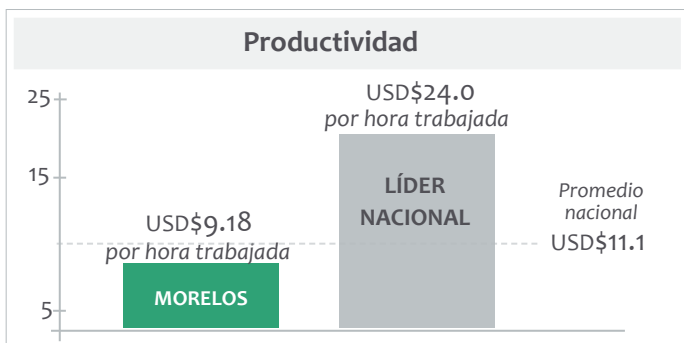 Productividad
25
USD$24.0
por hora trabajada
15
LÍDER
NACIONAL
Promedio
nacional
USD$11.1
USD$9.18
por hora trabajada
MORELOS
5